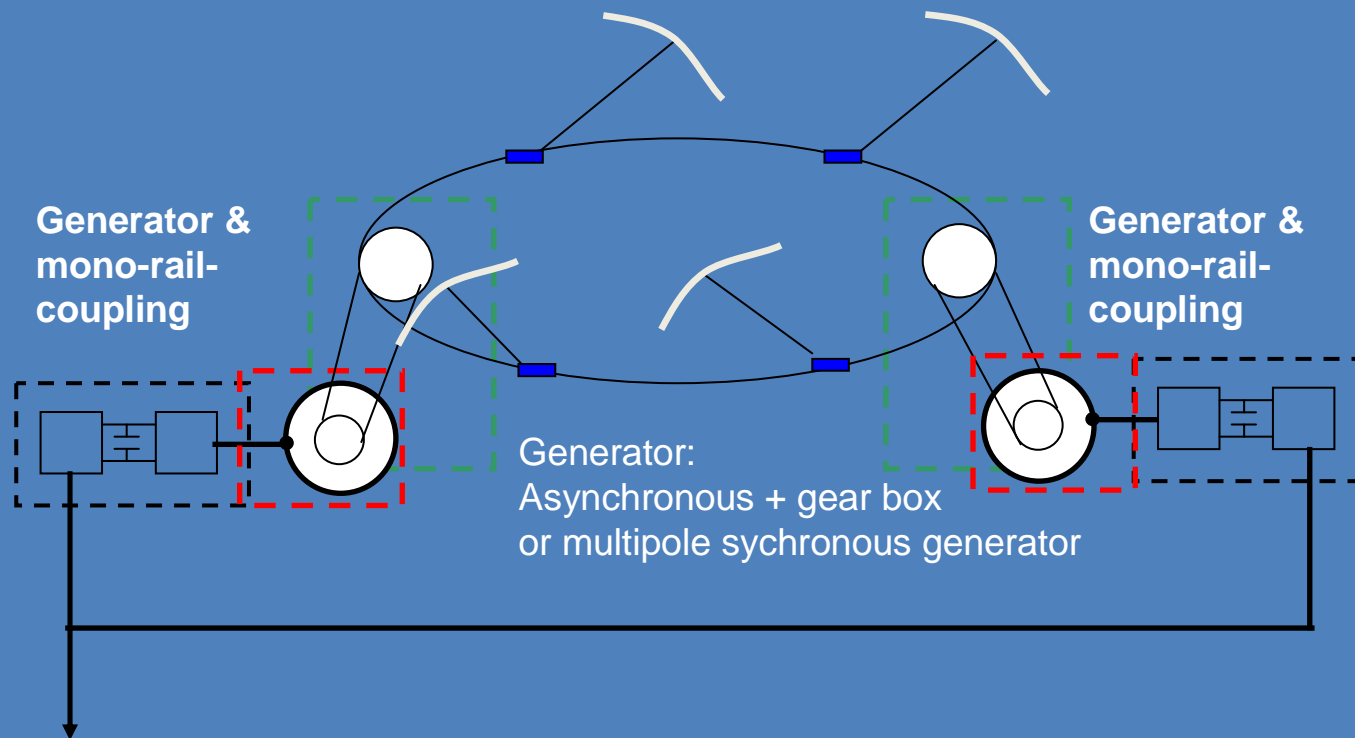 Generator &
mono-rail-
coupling
Generator &
mono-rail-
coupling
Generator:
Asynchronous + gear box
or multipole sychronous generator